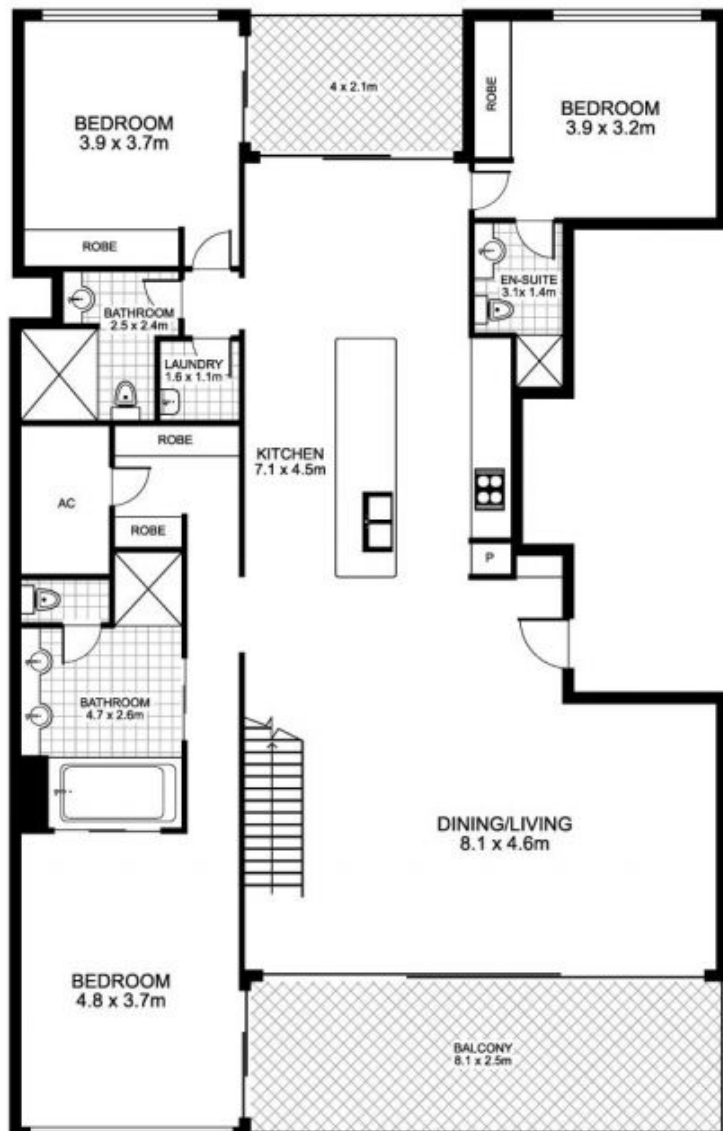 4 x 2.1m
ROBE
BEDROOM
3.9 x 3.2m
BEDROOM
3.9 x 3.7m
ROBE
EN-SUITE
3.1x 1.4m
BATHROOM
2.5 x 2.4m
LAUNDRY
1.6 x 1.1m
ROBE
KITCHEN
7.1 x 4.5m
AC
ROBE
P
BATHROOM
4.7 x 2.6m
DINING/LIVING
8.1 x 4.6m
BEDROOM
4.8 x 3.7m
BALCONY
8.1 x 2.5m